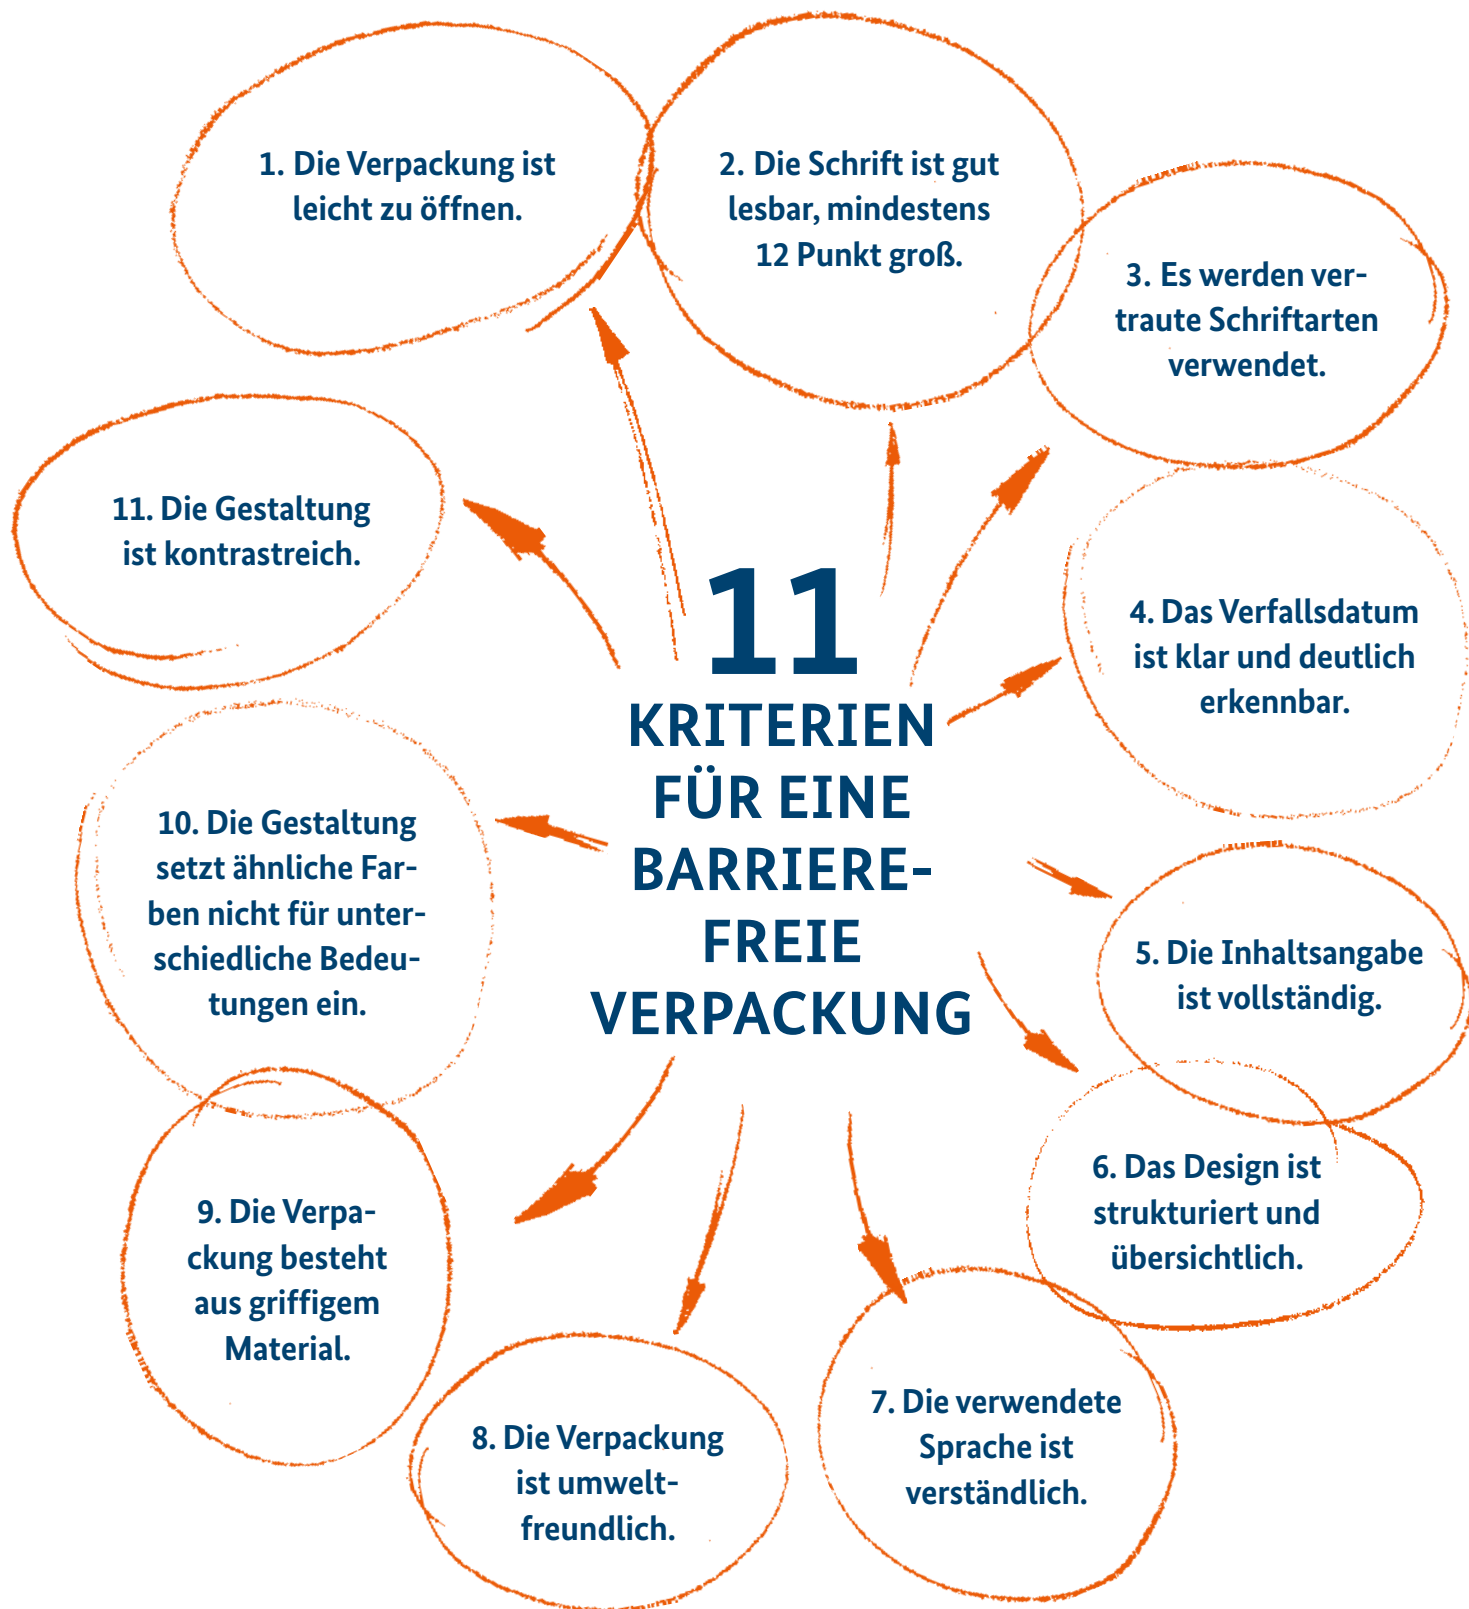 11
KRITERIEN
FÜR EINE
BARRIERE-
FREIE
VERPACKUNG
1. Die Verpackung ist
leicht zu öffnen.
2. Die Schrift ist gut
lesbar, mindestens
12 Punkt groß.
3. Es werden ver-
traute Schriftarten
verwendet.
4. Das Verfallsdatum
ist klar und deutlich
erkennbar.
5. Die Inhaltsangabe
ist vollständig.
6. Das Design ist
strukturiert und
übersichtlich.
7. Die verwendete
Sprache ist
verständlich.
8. Die Verpackung
ist umwelt-
freundlich.
9. Die Verpa-
ckung besteht
aus griffigem
Material.
10. Die Gestaltung
setzt ähnliche Far-
ben nicht für unter-
schiedliche Bedeu-
tungen ein.
11. Die Gestaltung
ist kontrastreich.